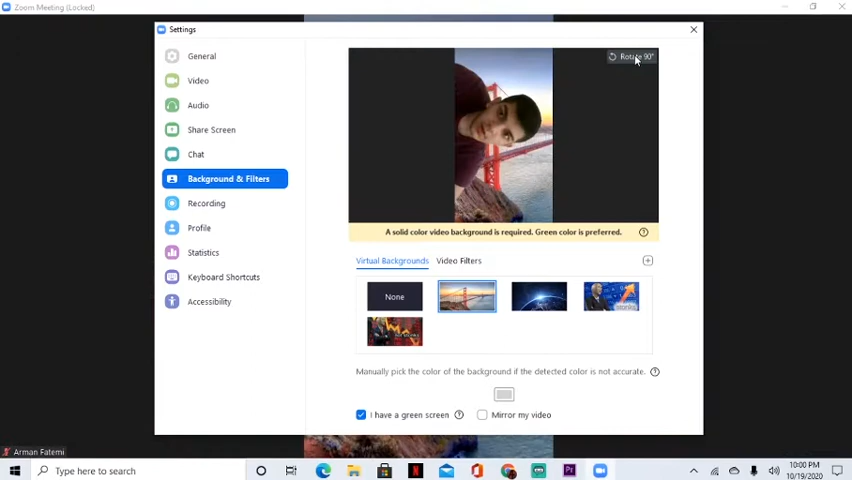 Zoom Meeting (Locked)
Settings
General
Video
Audio
Share Screen
Chat
Background & Filters
Recording
Profile
Statistics
Keyboard Shortcuts
Accessibility
Rotate 90°
A solid color video background is required. Green color is preferred.
Virtual Backgrounds
Video Filters
None
Manually pick the color of the background if the detected color is not accurate.
I have a green screen
Mirror my video
Arman Fatemi
Type here to search
10:00 PM
10/19/2020